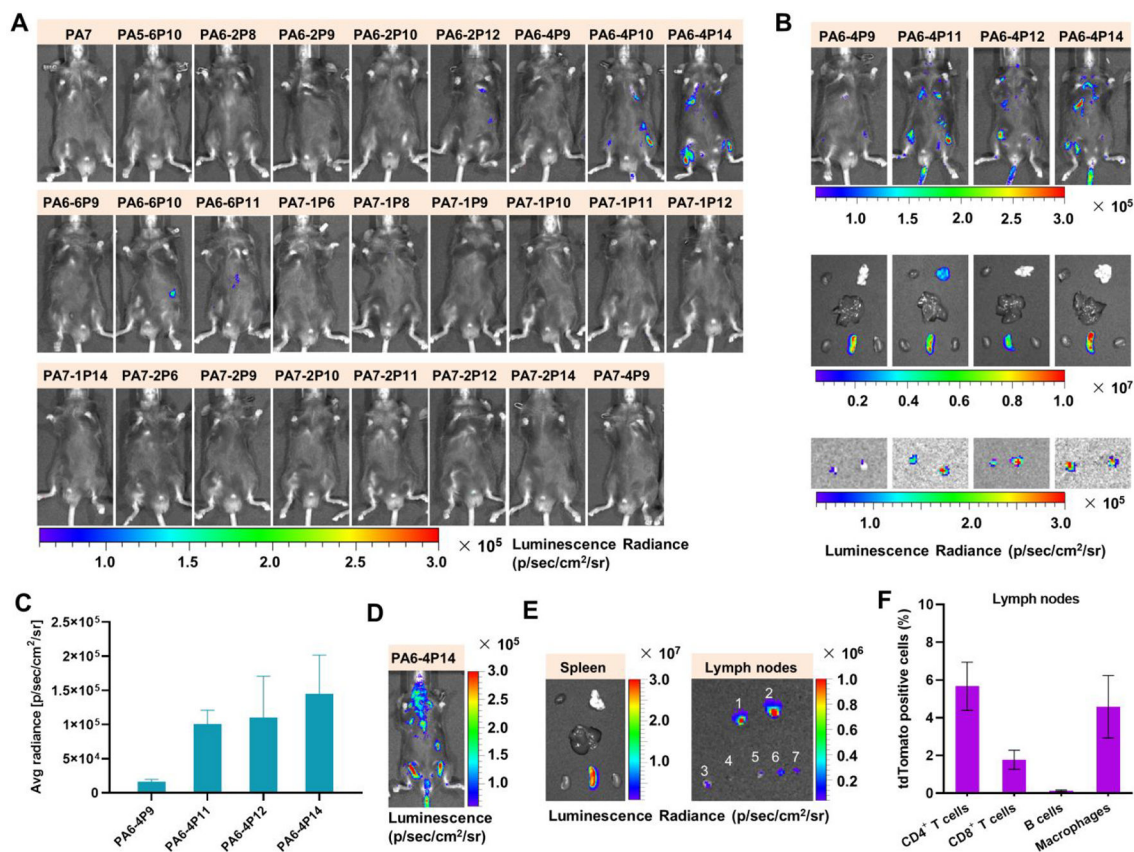 A
PA7 PA5-6P10 PA6-2P8 PA6-2P9 PA6-2P10 PA6-2P12 PA6-4P9 PA6-4P10 PA6-4P14
PA6-6P9 PA6-6P10 PA6-6P11 PA7-1P6 PA7-1P8 PA7-1P9 PA7-1P10 PA7-1P11 PA7-1P12
PA7-1P14 PA7-2P6 PA7-2P9 PA7-2P10 PA7-2P11 PA7-2P12 PA7-2P14 PA7-4P9
1.0 1.5 2.0 2.5 3.0
× 10⁵
Luminescence Radiance
(p/sec/cm²/sr)
B
PA6-4P9 PA6-4P11 PA6-4P12 PA6-4P14
1.0 1.5 2.0 2.5 3.0
× 10⁵
0.2 0.4 0.6 0.8 1.0
× 10⁷
1.0 2.0 3.0
× 10⁵
Luminescence Radiance (p/sec/cm²/sr)
C
Avg radiance [p/sec/cm²/sr]
2.5×10⁵
2×10⁵
1.5×10⁵
1×10⁵
5×10⁴
0
PA6-4P9 PA6-4P11 PA6-4P12 PA6-4P14
D
× 10⁵
PA6-4P14
3.0
2.5
2.0
1.5
1.0
Luminescence
(p/sec/cm²/sr)
E
× 10⁷
Spleen
3.0
2.5
2.0
1.5
1.0
0.5
× 10⁶
Lymph nodes
1 2
3 4 5 6 7
1.0
0.8
0.6
0.4
0.2
Luminescence Radiance (p/sec/cm²/sr)
F
Lymph nodes
tdTomato positive cells (%)
10
8
6
4
2
0
CD4⁺ T cells CD8⁺ T cells B cells Macrophages